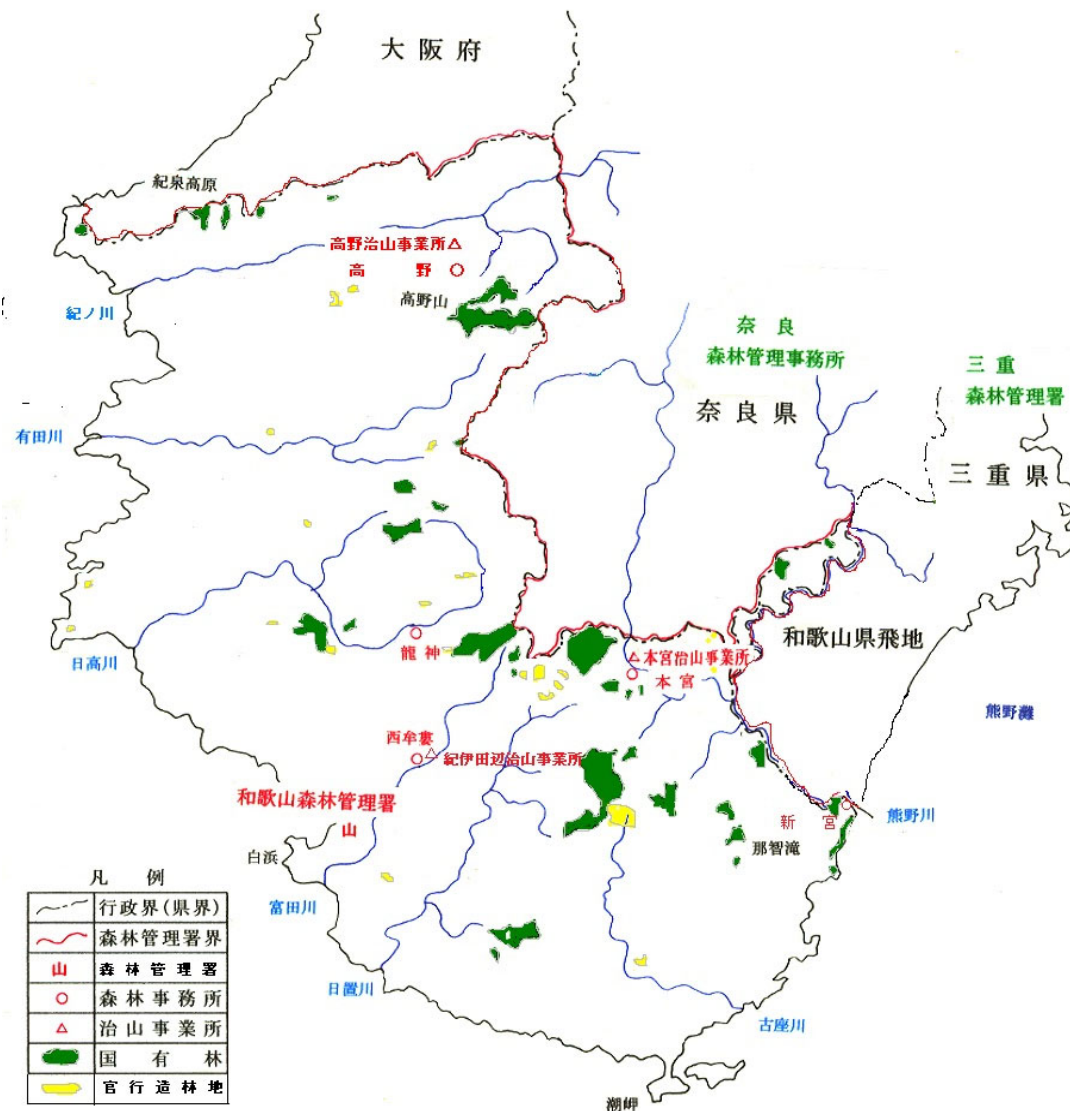 大阪府
紀泉高原
高野治山事業所
高野
高野山
紀ノ川
奈良
森林管理事務所
三重
森林管理署
奈良県
有田川
三重県
和歌山県飛地
龍神
本宮治山事業所
本宮
日高川
熊野灘
西牟婁
紀伊田辺治山事業所
和歌山森林管理署
山
新宮
熊野川
那智滝
白浜
富田川
日置川
古座川
潮岬
凡例
行政界(県界)
森林管理署界
山 森林管理署
森林事務所
治山事業所
国有林
官行造林地